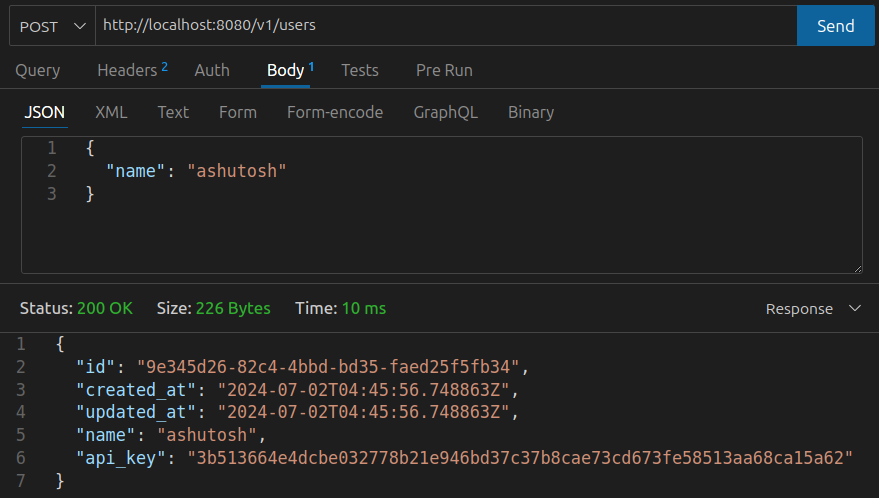 POST http://localhost:8080/v1/users Send
Query Headers 2 Auth Body 1 Tests Pre Run
JSON XML Text Form Form-encode GraphQL Binary
1 {
2 "name": "ashutosh"
3 }
Status: 200 OK Size: 226 Bytes Time: 10 ms Response
1 {
2 "id": "9e345d26-82c4-4bbd-bd35-faed25f5fb34",
3 "created_at": "2024-07-02T04:45:56.748863Z",
4 "updated_at": "2024-07-02T04:45:56.748863Z",
5 "name": "ashutosh",
6 "api_key": "3b513664e4dcbe032778b21e946bd37c37b8cae73cd673fe58513aa68ca15a62"
7 }